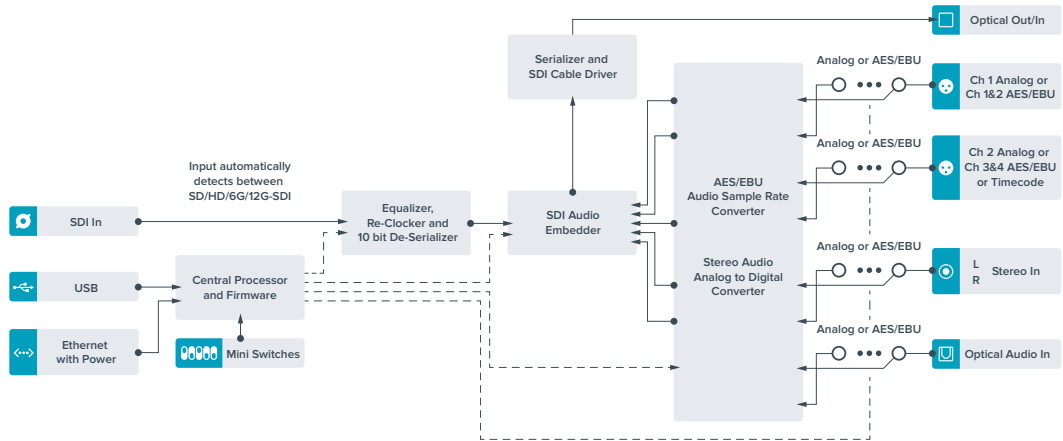 Optical Out/In
Serializer and
SDI Cable Driver
Analog or AES/EBU
Ch 1 Analog or
Ch 1&2 AES/EBU
Analog or AES/EBU
Ch 2 Analog or
Ch 3&4 AES/EBU
or Timecode
Input automatically
detects between
SD/HD/6G/12G-SDI
AES/EBU
Audio Sample Rate
Converter
SDI In
Equalizer,
Re-Clocker and
10 bit De-Serializer
SDI Audio
Embedder
Analog or AES/EBU
Stereo Audio
Analog to Digital
Converter
L
R
Stereo In
USB
Central Processor
and Firmware
Analog or AES/EBU
Ethernet
with Power
Mini Switches
Optical Audio In